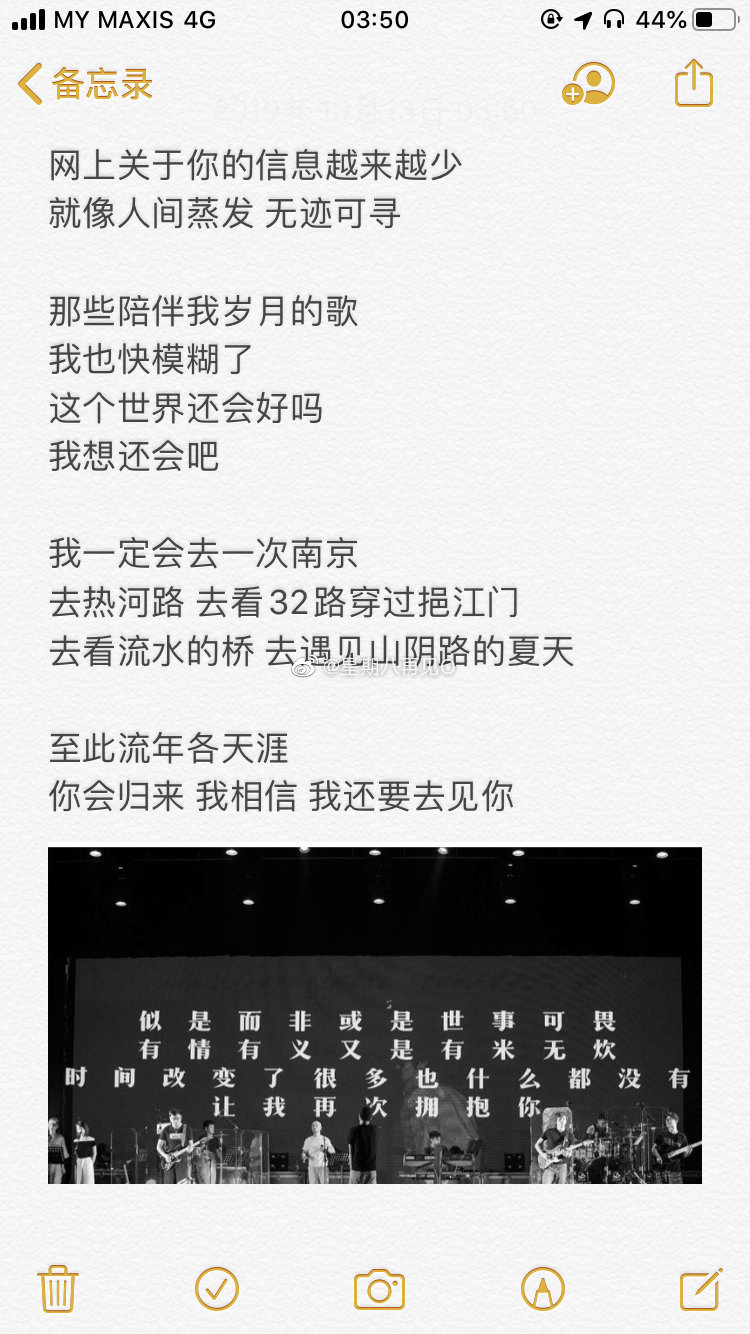 MY MAXIS 4G 03:50 44%
备忘录
网上关于你的信息越来越少
就像人间蒸发 无迹可寻
那些陪伴我岁月的歌
我也快模糊了
这个世界还会好吗
我想还会吧
我一定会去一次南京
去热河路 去看32路穿过挹江门
去看流水的桥 去遇见山阴路的夏天
@星期八再见O
至此流年各天涯
你会归来 我相信 我还要去见你
似是而非或是世事可畏
有情有义又是有米无炊
时间改变了很多也什么都没有
让我再次拥抱你